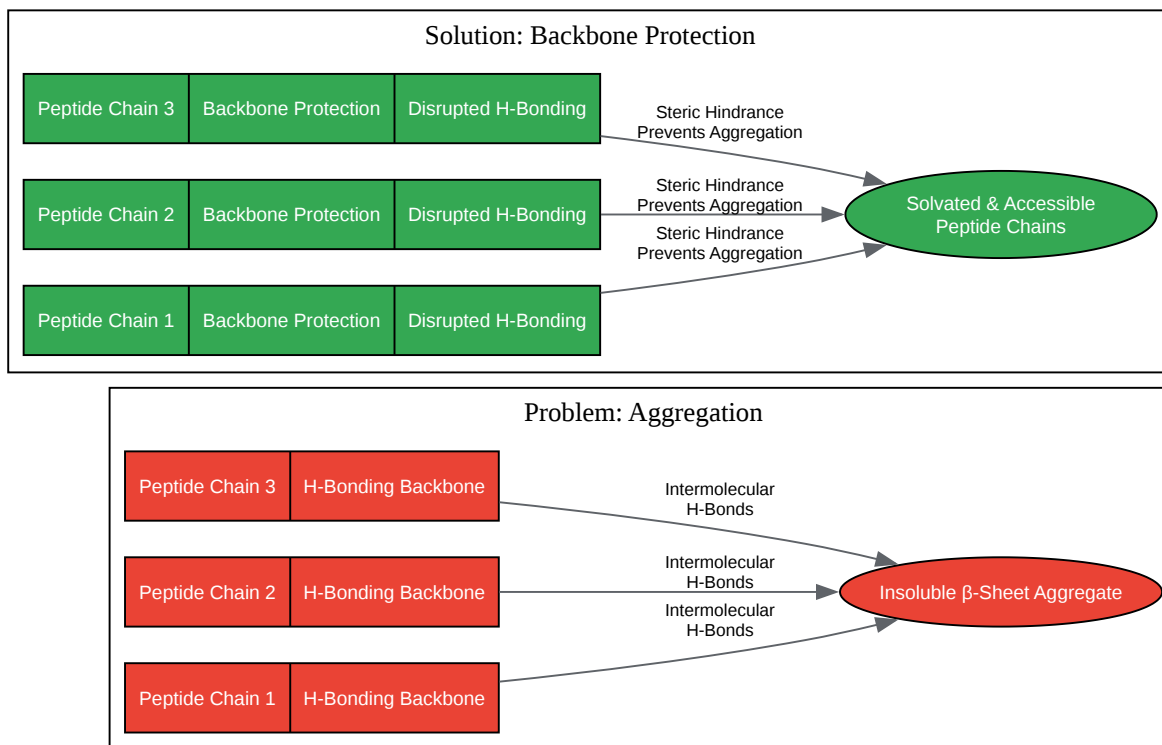 Solution: Backbone Protection
Peptide Chain 3
Backbone Protection
Disrupted H-Bonding
Steric Hindrance
Prevents Aggregation
Peptide Chain 2
Backbone Protection
Disrupted H-Bonding
Steric Hindrance
Prevents Aggregation
Solvated & Accessible
Peptide Chains
Peptide Chain 1
Backbone Protection
Disrupted H-Bonding
Steric Hindrance
Prevents Aggregation
Problem: Aggregation
Peptide Chain 3
H-Bonding Backbone
Intermolecular
H-Bonds
Peptide Chain 2
H-Bonding Backbone
Intermolecular
H-Bonds
Insoluble β-Sheet Aggregate
Peptide Chain 1
H-Bonding Backbone
Intermolecular
H-Bonds